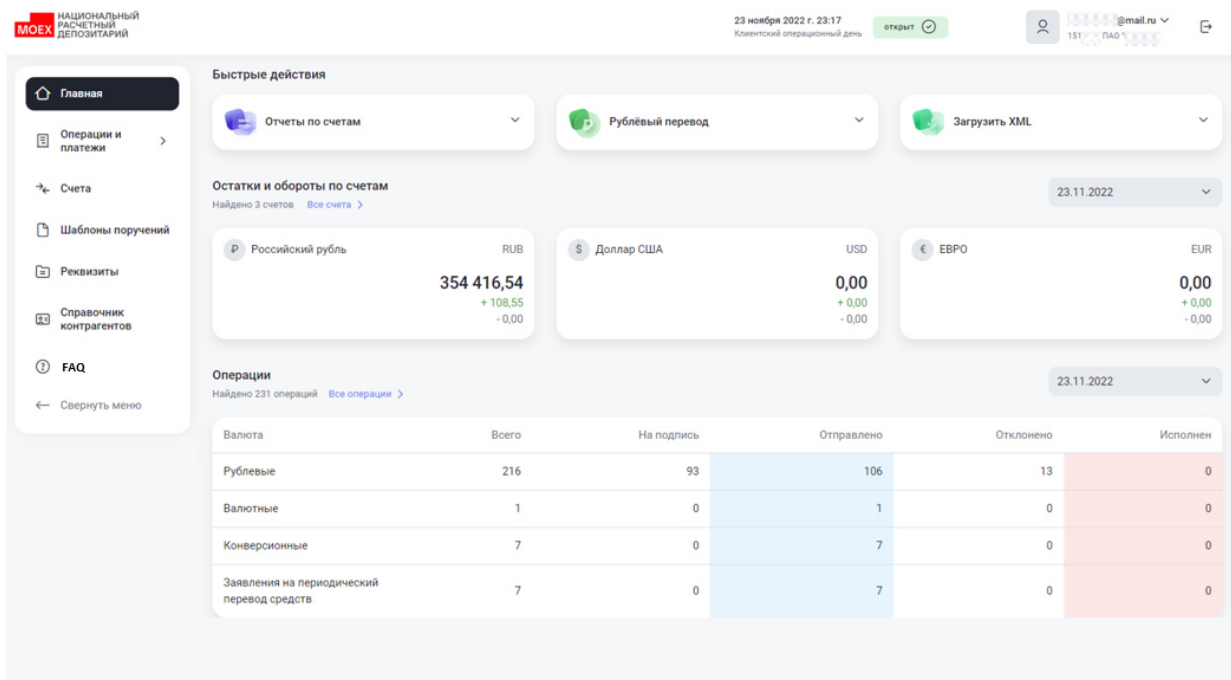 НАЦИОНАЛЬНЫЙ
MOEX РАСЧЕТНЫЙ
ДЕПОЗИТАРИЙ
23 ноября 2022 г. 23:17
Клиентский операционный день
открыт
@mail.ru
151 ПАО "
Главная
Операции и
платежи
Счета
Шаблоны поручений
Реквизиты
Справочник
контрагентов
FAQ
Свернуть меню
Быстрые действия
Отчеты по счетам
Рублёвый перевод
Загрузить XML
Остатки и обороты по счетам
Найдено 3 счетов Все счета >
23.11.2022
₽ Российский рубль RUB
354 416,54
+ 108,55
- 0,00
$ Доллар США USD
0,00
+ 0,00
- 0,00
€ ЕВРО EUR
0,00
+ 0,00
- 0,00
Операции
Найдено 231 операций Все операции >
23.11.2022
Валюта Всего На подпись Отправлено Отклонено Исполнен
Рублевые 216 93 106 13 0
Валютные 1 0 1 0 0
Конверсионные 7 0 7 0 0
Заявления на периодический
перевод средств 7 0 7 0 0